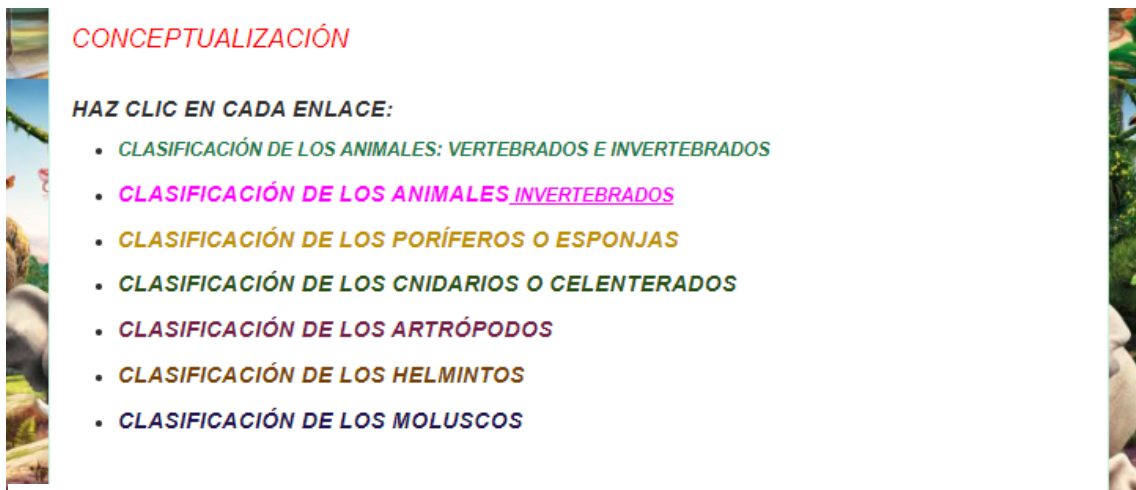 CONCEPTUALIZACIÓN
HAZ CLIC EN CADA ENLACE:
• CLASIFICACIÓN DE LOS ANIMALES: VERTEBRADOS E INVERTEBRADOS
• CLASIFICACIÓN DE LOS ANIMALES INVERTEBRADOS
• CLASIFICACIÓN DE LOS PORÍFEROS O ESPONJAS
• CLASIFICACIÓN DE LOS CNIDARIOS O CELENTERADOS
• CLASIFICACIÓN DE LOS ARTRÓPODOS
• CLASIFICACIÓN DE LOS HELMINTOS
• CLASIFICACIÓN DE LOS MOLUSCOS